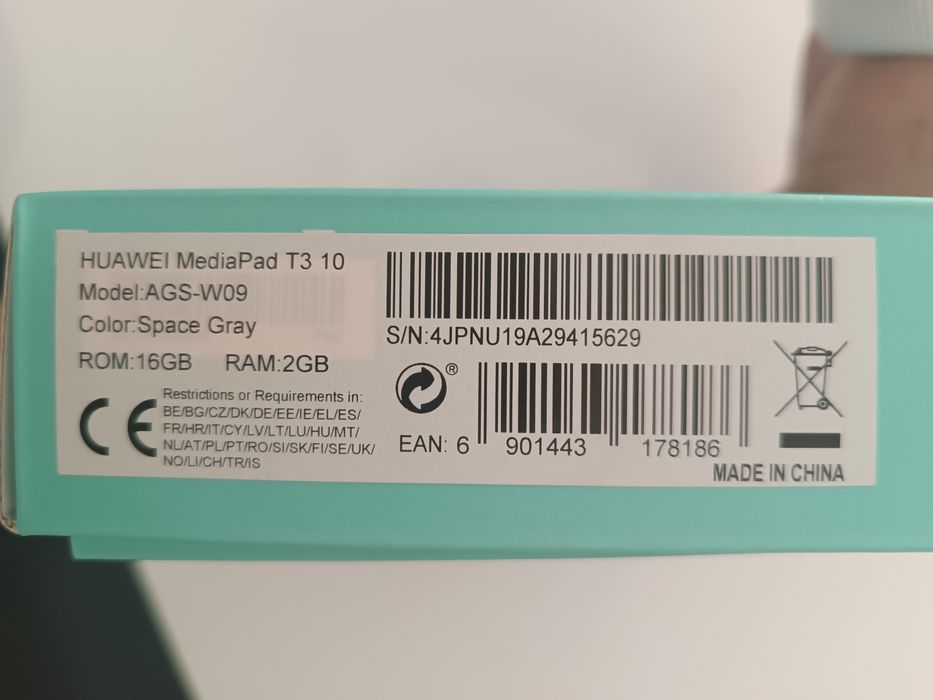 HUAWEI MediaPad T3 10
Model:AGS-W09
Color:Space Gray
ROM:16GB RAM:2GB
CE
Restrictions or Requirements in:
BE/BG/CZ/DK/DE/EE/IE/EL/ES/
FR/HR/IT/CY/LV/LT/LU/HU/MT/
NL/AT/PL/PT/RO/SI/SK/FI/SE/UK/
NO/LI/CH/TR/IS
S/N:4JPNU19A29415629
®
EAN: 6 901443 178186
MADE IN CHINA